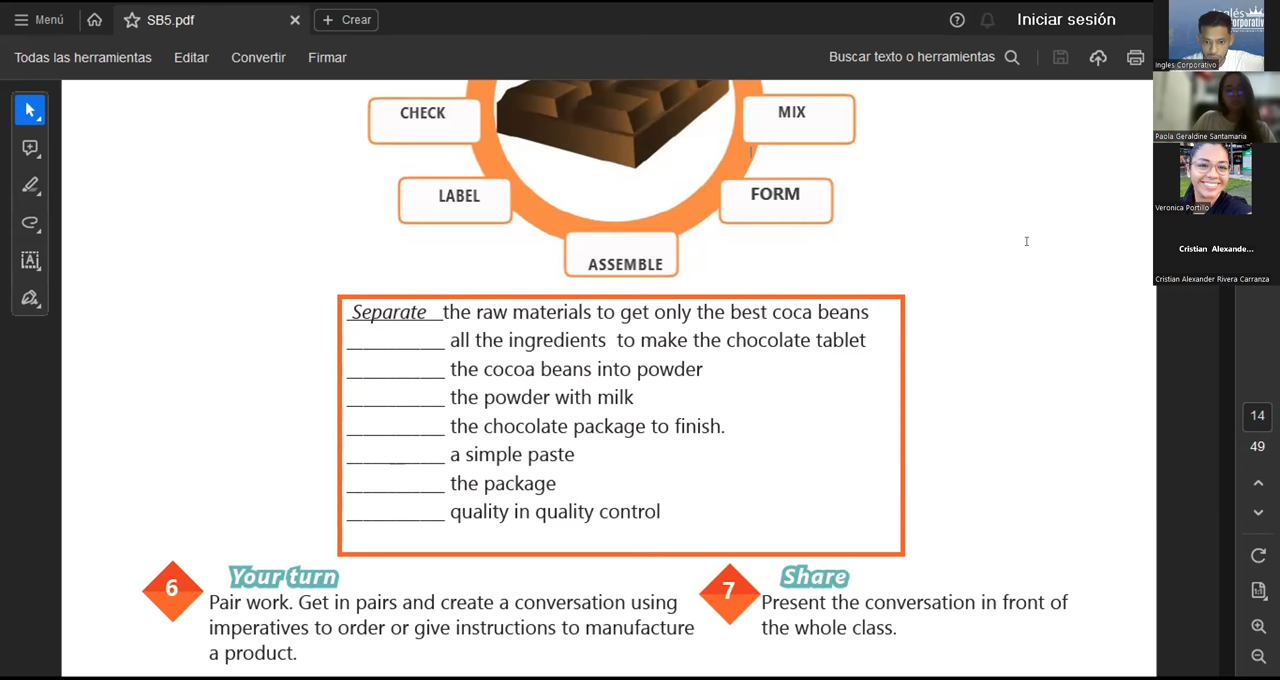 Menú
SB5.pdf
Crear
Iniciar sesión
Todas las herramientas
Editar
Convertir
Firmar
Buscar texto o herramientas
CHECK
MIX
LABEL
FORM
ASSEMBLE
Separate the raw materials to get only the best coca beans
__________ all the ingredients to make the chocolate tablet
__________ the cocoa beans into powder
__________ the powder with milk
__________ the chocolate package to finish.
__________ a simple paste
__________ the package
__________ quality in quality control
6
Your turn
Pair work. Get in pairs and create a conversation using
imperatives to order or give instructions to manufacture
a product.
7
Share
Present the conversation in front of
the whole class.
14
49
Inglés
Ingles Corporativo
Paola Geraldine Santamaria
Veronica Portillo
Cristian Alexande...
Cristian Alexander Rivera Carranza